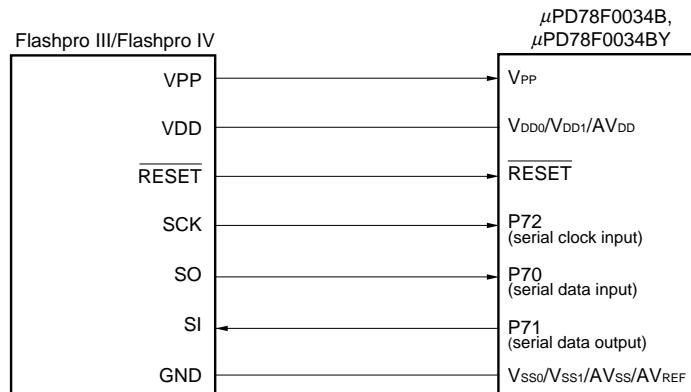 μPD78F0034B,
μPD78F0034BY
Flashpro III/Flashpro IV
VPP VPP
VDD VDD0/VDD1/AVDD
RESET RESET
SCK P72
(serial clock input)
SO P70
(serial data input)
SI P71
(serial data output)
GND VSS0/VSS1/AVSS/AVREF